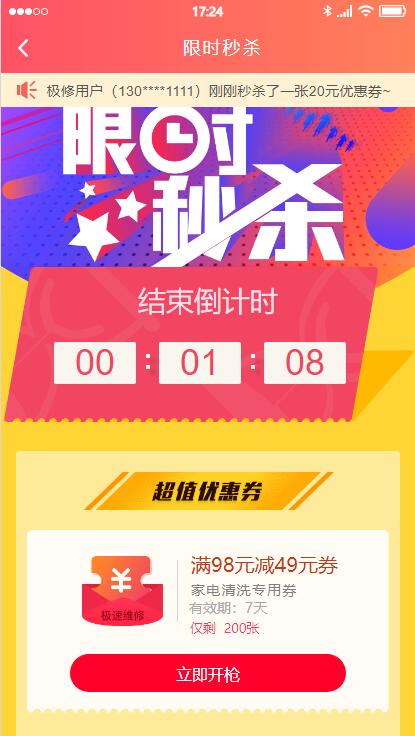 17:24
限时秒杀
极修用户（130****1111）刚刚秒杀了一张20元优惠券~
限时
秒杀
结束倒计时
00 : 01 : 08
超值优惠券
满98元减49元券
家电清洗专用券
有效期：7天
仅剩 200张
¥
极速维修
立即开枪